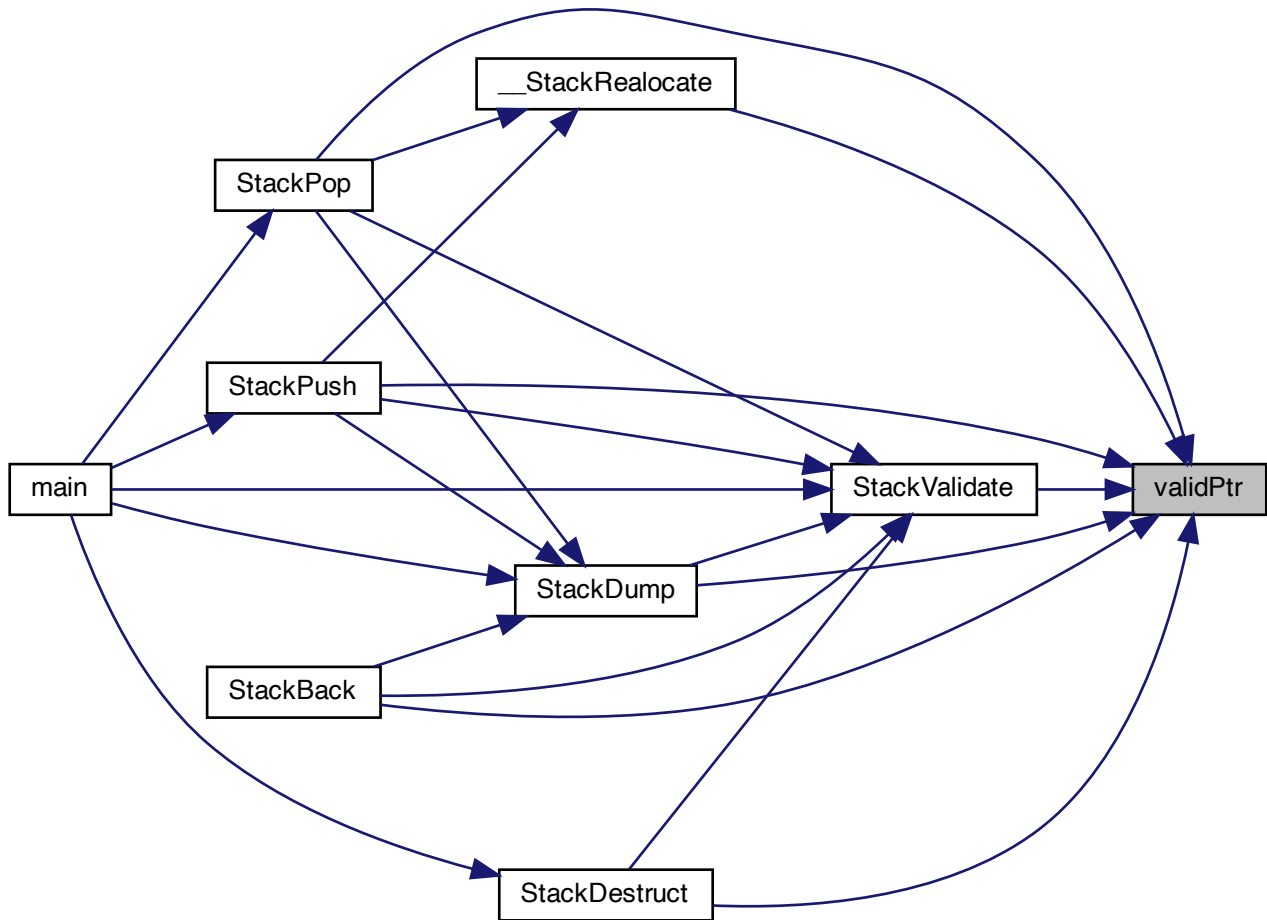 __StackRealocate
StackPop
StackPush
main
StackValidate
validPtr
StackDump
StackBack
StackDestruct